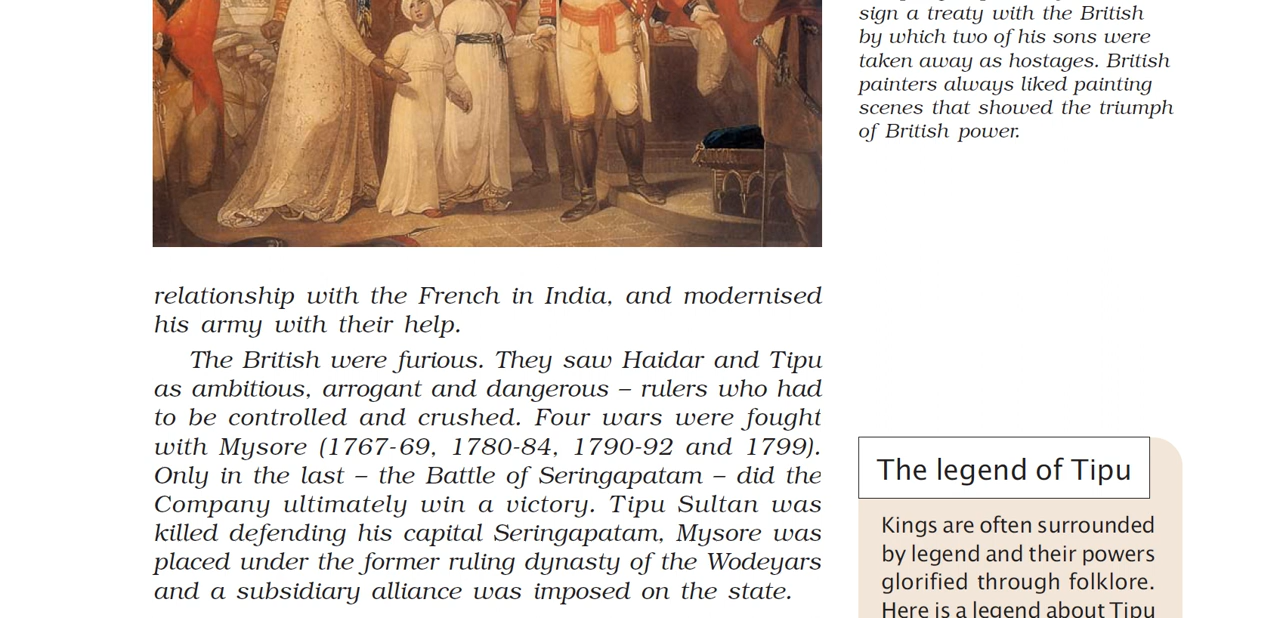 sign a treaty with the British
by which two of his sons were
taken away as hostages. British
painters always liked painting
scenes that showed the triumph
of British power.
relationship with the French in India, and modernised
his army with their help.
The British were furious. They saw Haidar and Tipu
as ambitious, arrogant and dangerous – rulers who had
to be controlled and crushed. Four wars were fought
with Mysore (1767-69, 1780-84, 1790-92 and 1799).
Only in the last – the Battle of Seringapatam – did the
Company ultimately win a victory. Tipu Sultan was
killed defending his capital Seringapatam, Mysore was
placed under the former ruling dynasty of the Wodeyars
and a subsidiary alliance was imposed on the state.
The legend of Tipu
Kings are often surrounded
by legend and their powers
glorified through folklore.
Here is a legend about Tipu